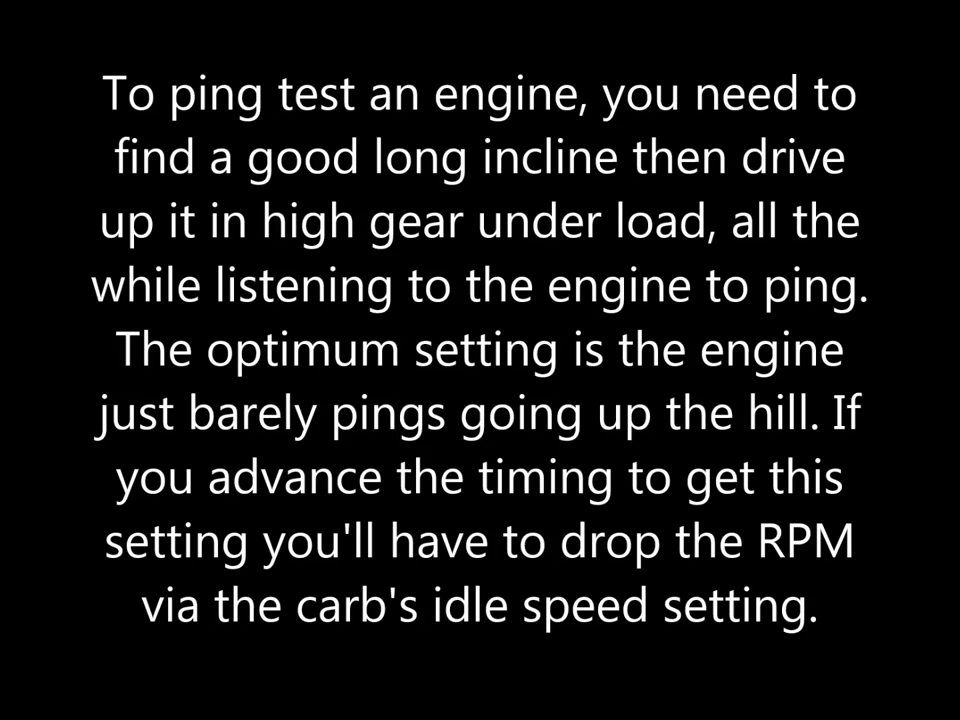 To ping test an engine, you need to
find a good long incline then drive
up it in high gear under load, all the
while listening to the engine to ping.
The optimum setting is the engine
just barely pings going up the hill. If
you advance the timing to get this
setting you'll have to drop the RPM
via the carb's idle speed setting.